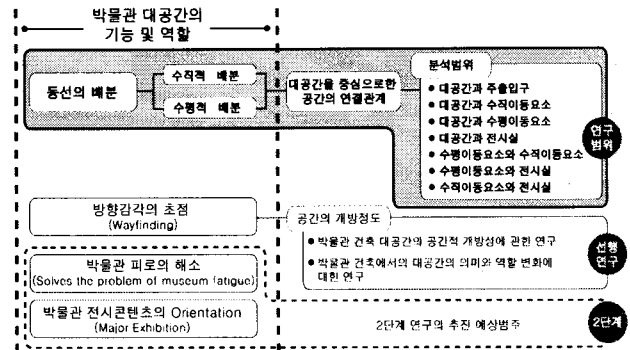 박물관 대공간의
기능 및 역할
동선의 배분
수직적 배분
수평적 배분
대공간을 중심으로한
공간의 연결관계
분석범위
● 대공간과 주출입구
● 대공간과 수직이동요소
● 대공간과 수평이동요소
● 대공간과 전시실
● 수평이동요소와 수직이동요소
● 수평이동요소와 전시실
● 수직이동요소와 전시실
연구
범위
방향감각의 초점
(Wayfinding)
공간의 개방정도
● 박물관 건축 대공간의 공간적 개방성에 관한 연구
● 박물관 건축에서의 대공간의 의미와 역할 변화에
대한 연구
선행
연구
박물관 피로의 해소
(Solves the problem of museum fatigue)
박물관 전시콘텐츠의 Orientation
(Major Exhibition)
2단계 연구의 추진 예상범주
2단계